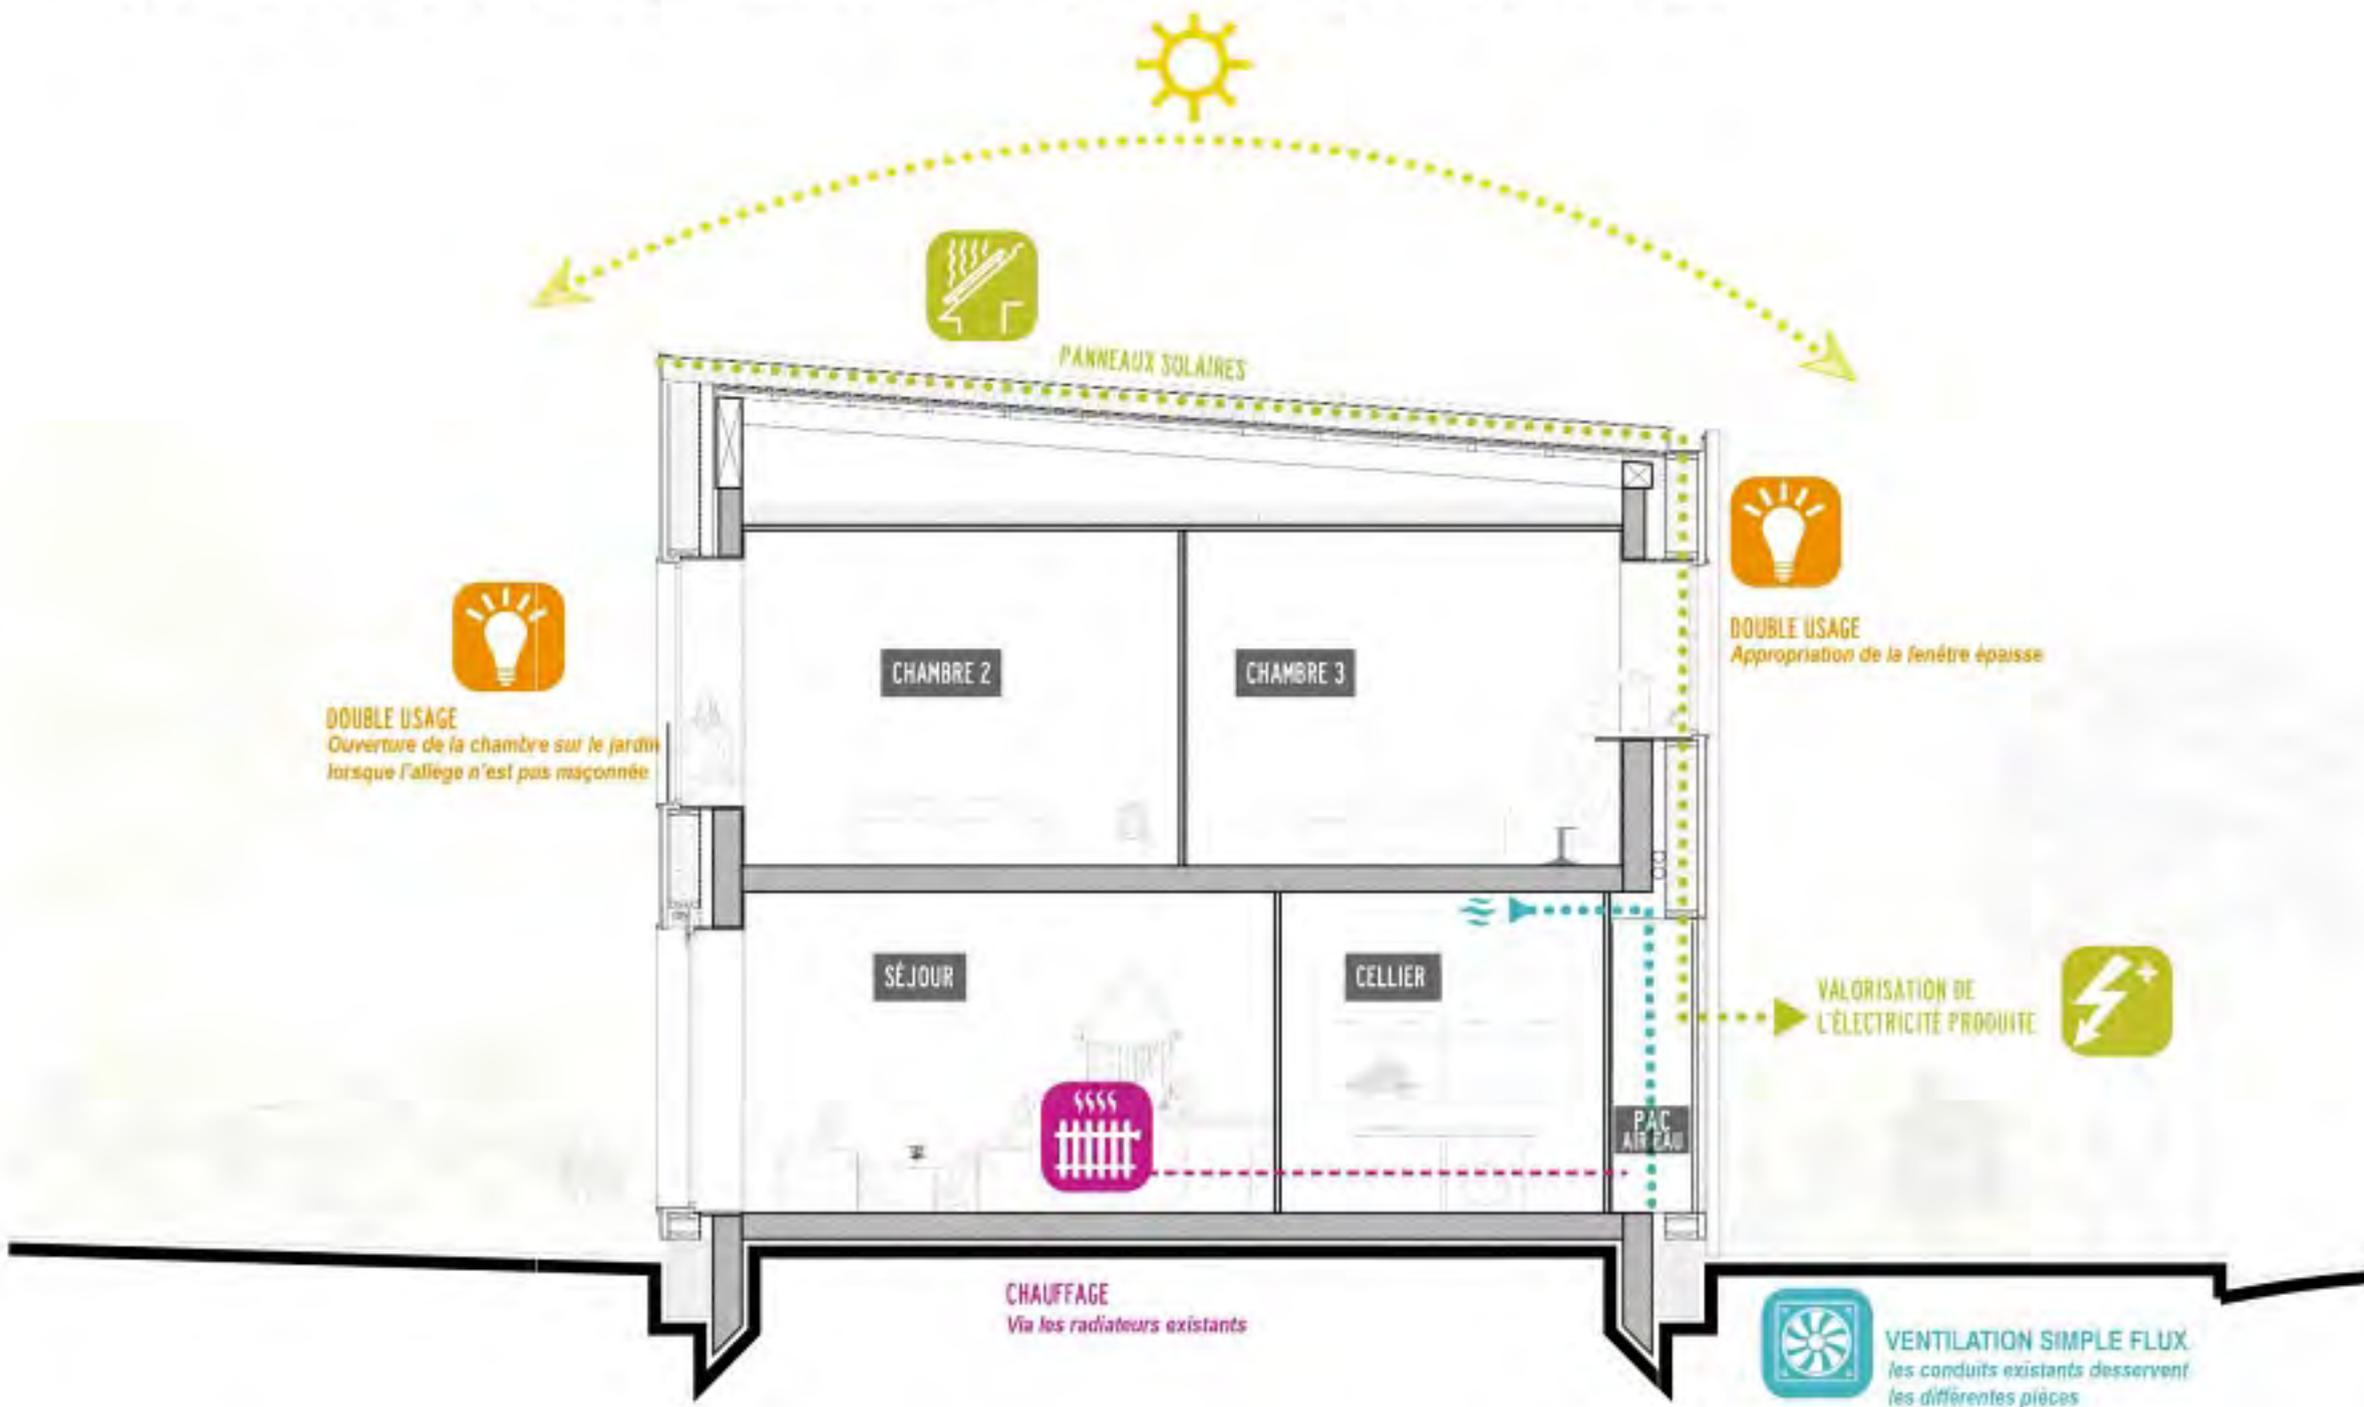 PANNEAUX SOLAIRES
DOUBLE USAGE
Appropriation de la fenêtre épaisse
CHAMBRE 2
CHAMBRE 3
DOUBLE USAGE
Ouverture de la chambre sur le jardin
lorsque l'allège n'est pas maçonnée
SÉJOUR
CELLIER
VALORISATION DE
L'ÉLECTRICITÉ PRODUITE
PAC
AIR EAU
CHAUFFAGE
Via les radiateurs existants
VENTILATION SIMPLE FLUX
les conduits existants desservent
les différentes pièces